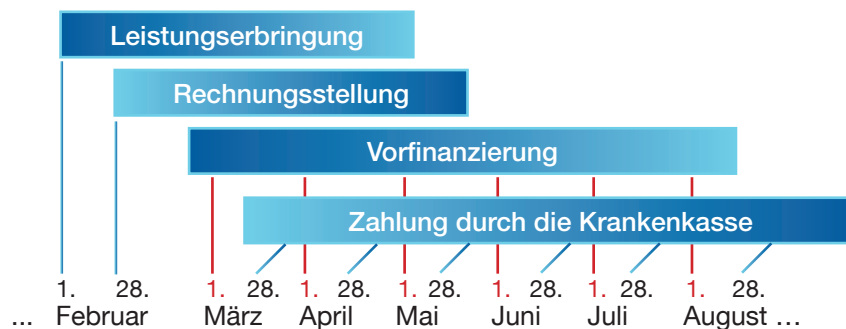 Leistungserbringung
Rechnungsstellung
Vorfinanzierung
Zahlung durch die Krankenkasse
1. 28. 1. 28. 1. 28. 1. 28. 1. 28. 1. 28. 1. 28.
... Februar März April Mai Juni Juli August ...